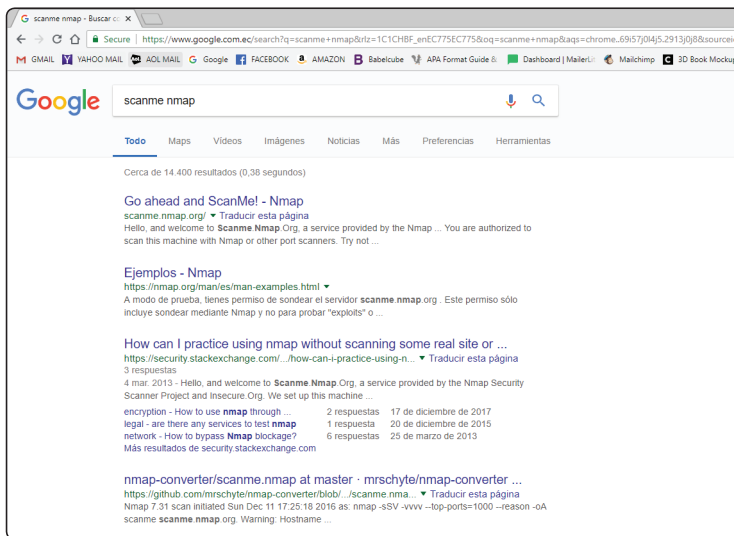 scanme nmap - Buscar co
Secure | https://www.google.com.ec/search?q=scanme+nmap&rlz=1C1CHBF_enEC775EC775&oq=scanme+nmap&aqs=chrome..69i57j0l4j5.2913j0j8&sourceid
GMAIL YAHOO MAIL AOL MAIL Google FACEBOOK AMAZON Babelcube APA Format Guide & Dashboard | MailerLit Mailchimp 3D Book Mockup
Google
scanme nmap
Todo Maps Vídeos Imágenes Noticias Más Preferencias Herramientas
Cerca de 14.400 resultados (0,38 segundos)
Go ahead and ScanMe! - Nmap
scanme.nmap.org/ ▼ Traducir esta página
Hello, and welcome to Scanme.Nmap.Org, a service provided by the Nmap ... You are authorized to
scan this machine with Nmap or other port scanners. Try not ...
Ejemplos - Nmap
https://nmap.org/man/es/man-examples.html ▼
A modo de prueba, tienes permiso de sondear el servidor scanme.nmap.org . Este permiso sólo
incluye sondear mediante Nmap y no para probar "exploits" o ...
How can I practice using nmap without scanning some real site or ...
https://security.stackexchange.com/.../how-can-i-practice-using-n... ▼ Traducir esta página
3 respuestas
4 mar. 2013 - Hello, and welcome to Scanme.Nmap.Org, a service provided by the Nmap Security
Scanner Project and Insecure.Org. We set up this machine ...
encryption - How to use nmap through ... 2 respuestas 17 de diciembre de 2017
legal - are there any services to test nmap 1 respuesta 20 de diciembre de 2015
network - How to bypass Nmap blockage? 6 respuestas 25 de marzo de 2013
Más resultados de security.stackexchange.com
nmap-converter/scanme.nmap at master · mrschyte/nmap-converter ...
https://github.com/mrschyte/nmap-converter/blob/.../scanme.nma... ▼ Traducir esta página
Nmap 7.31 scan initiated Sun Dec 11 17:25:18 2016 as: nmap -sSV -vvvv --top-ports=1000 --reason -oA
scanme scanme.nmap.org. Warning: Hostname ...